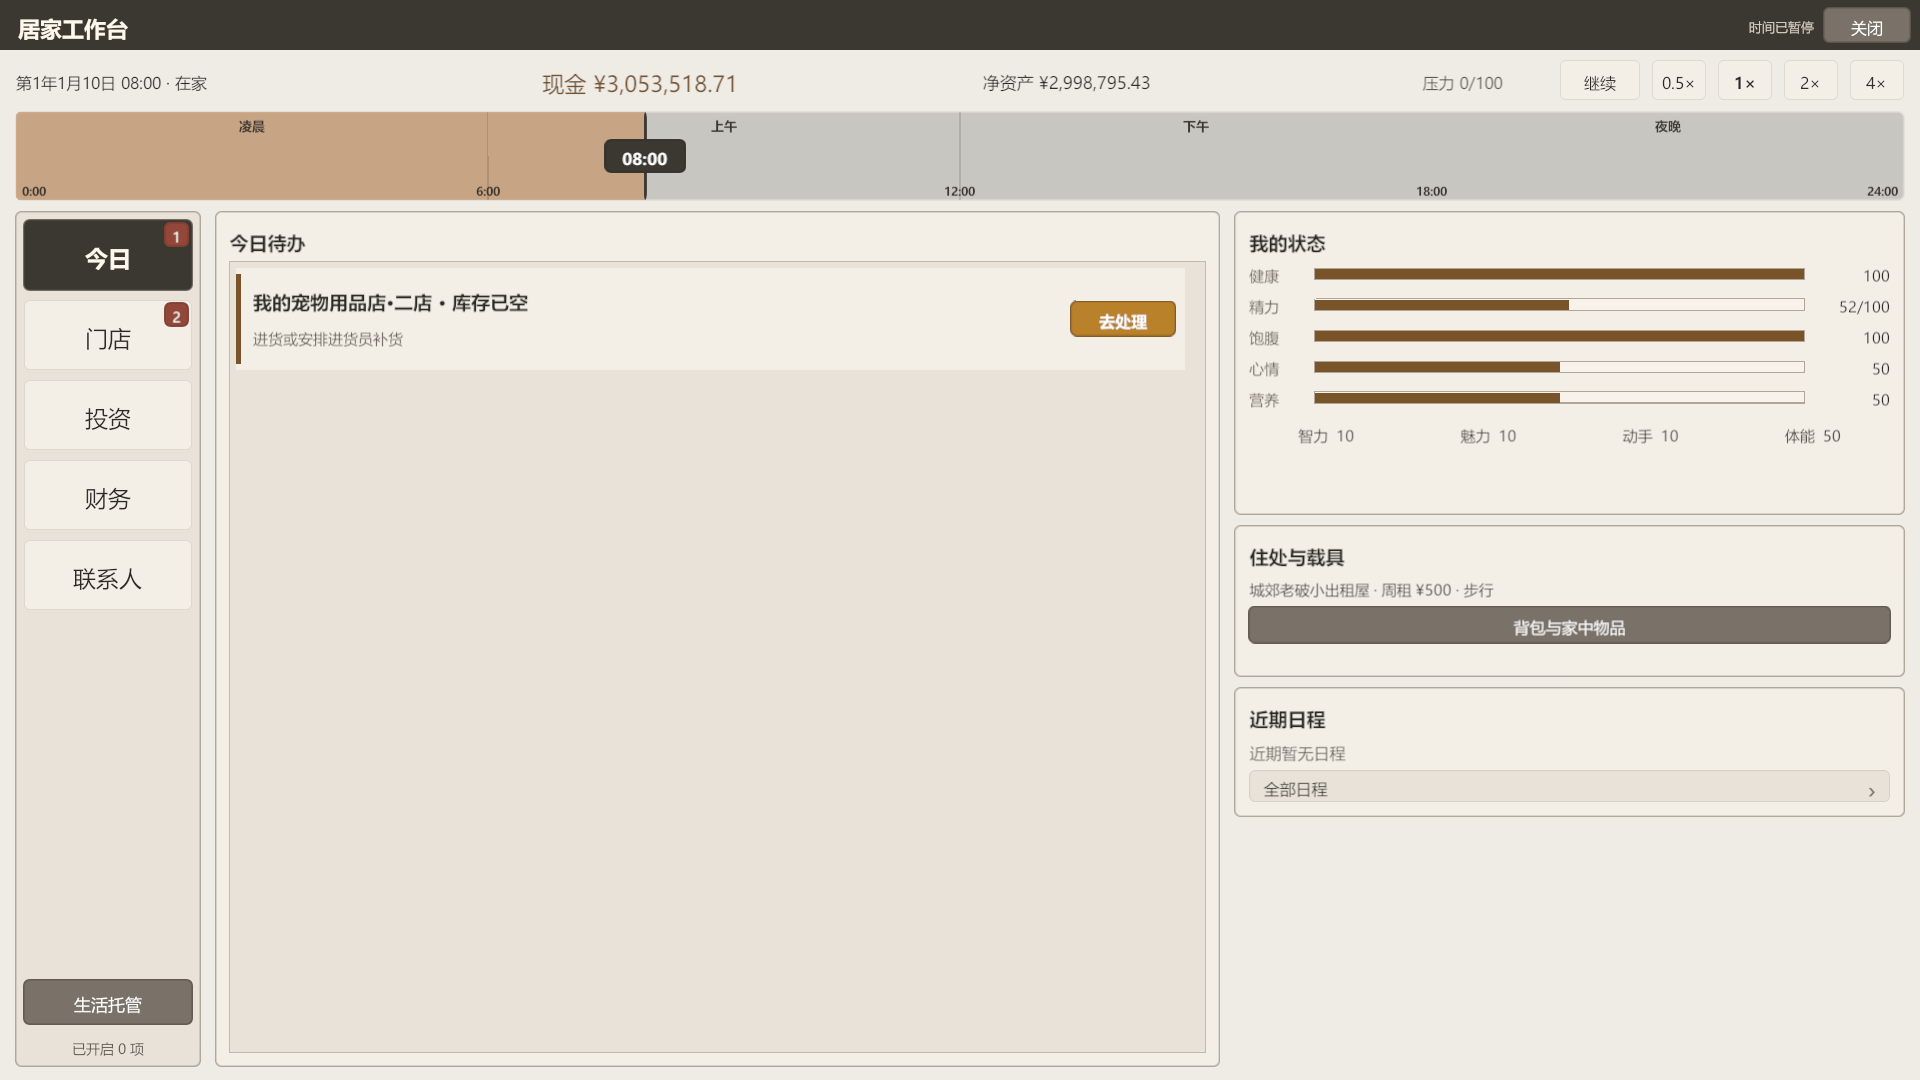 居家工作台
时间已暂停
关闭
第1年1月10日 08:00 · 在家
现金 ¥3,053,518.71
净资产 ¥2,998,795.43
压力 0/100
继续
0.5×
1×
2×
4×
凌晨
上午
下午
夜晚
08:00
0:00
6:00
12:00
18:00
24:00
今日
1
门店
2
投资
财务
联系人
生活托管
已开启 0 项
今日待办
我的宠物用品店·二店 · 库存已空
进货或安排进货员补货
去处理
我的状态
健康 100
精力 52/100
饱腹 100
心情 50
营养 50
智力 10 魅力 10 动手 10 体能 50
住处与载具
城郊老破小出租屋 · 周租 ¥500 · 步行
背包与家中物品
近期日程
近期暂无日程
全部日程 ›